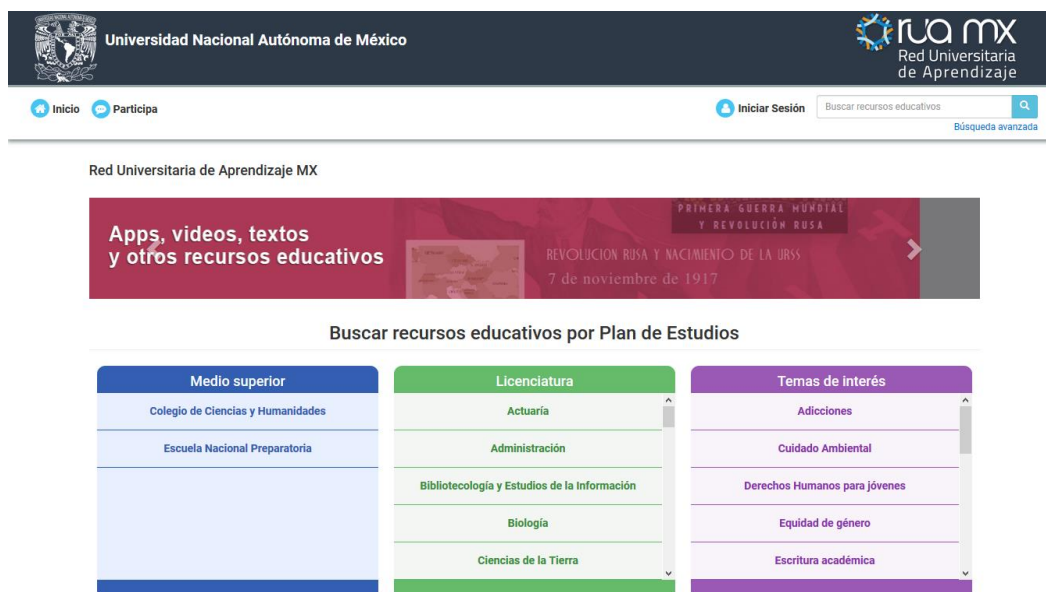 Universidad Nacional Autónoma de México
rua mx
Red Universitaria
de Aprendizaje
Inicio
Participa
Iniciar Sesión
Buscar recursos educativos
Búsqueda avanzada
Red Universitaria de Aprendizaje MX
Apps, videos, textos
y otros recursos educativos
PRIMERA GUERRA MUNDIAL
Y REVOLUCIÓN RUSA
REVOLUCION RUSA Y NACIMIENTO DE LA URSS
7 de noviembre de 1917
Buscar recursos educativos por Plan de Estudios
Medio superior
Colegio de Ciencias y Humanidades
Escuela Nacional Preparatoria
Licenciatura
Actuaría
Administración
Bibliotecología y Estudios de la Información
Biología
Ciencias de la Tierra
Temas de interés
Adicciones
Cuidado Ambiental
Derechos Humanos para jóvenes
Equidad de género
Escritura académica